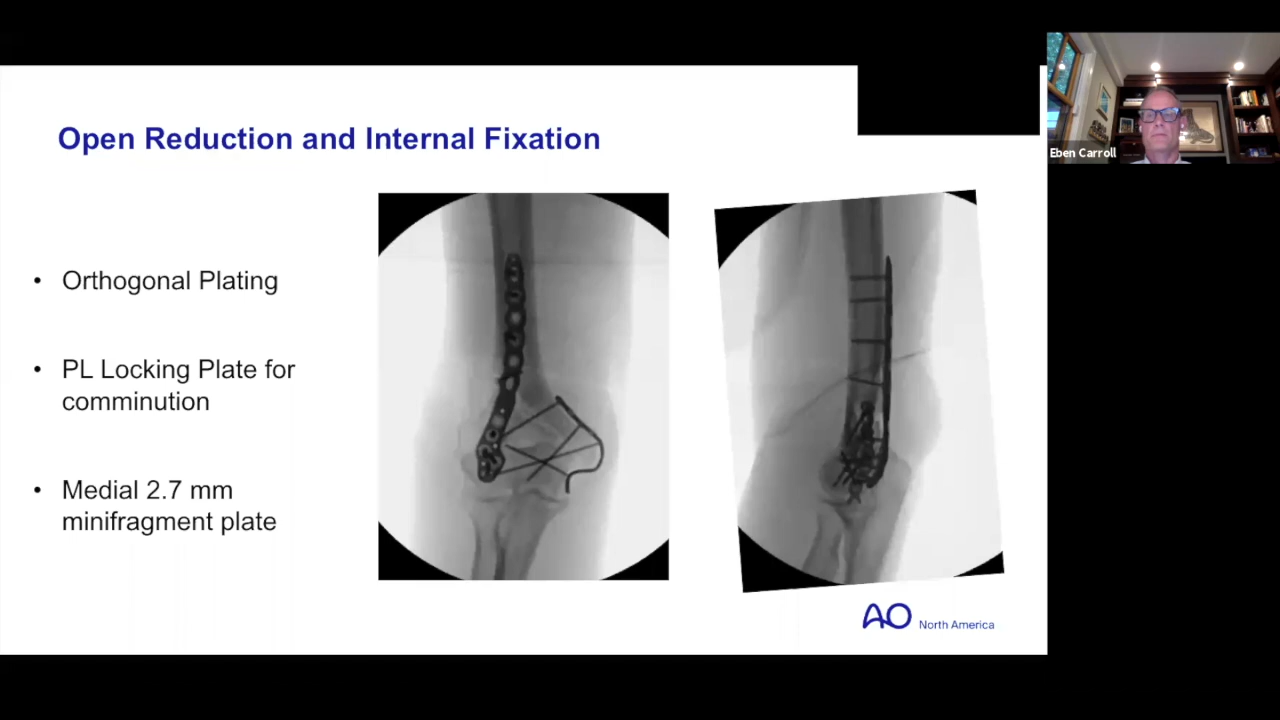 Open Reduction and Internal Fixation
Eben Carroll
• Orthogonal Plating
• PL Locking Plate for
comminution
• Medial 2.7 mm
minifragment plate
AO North America